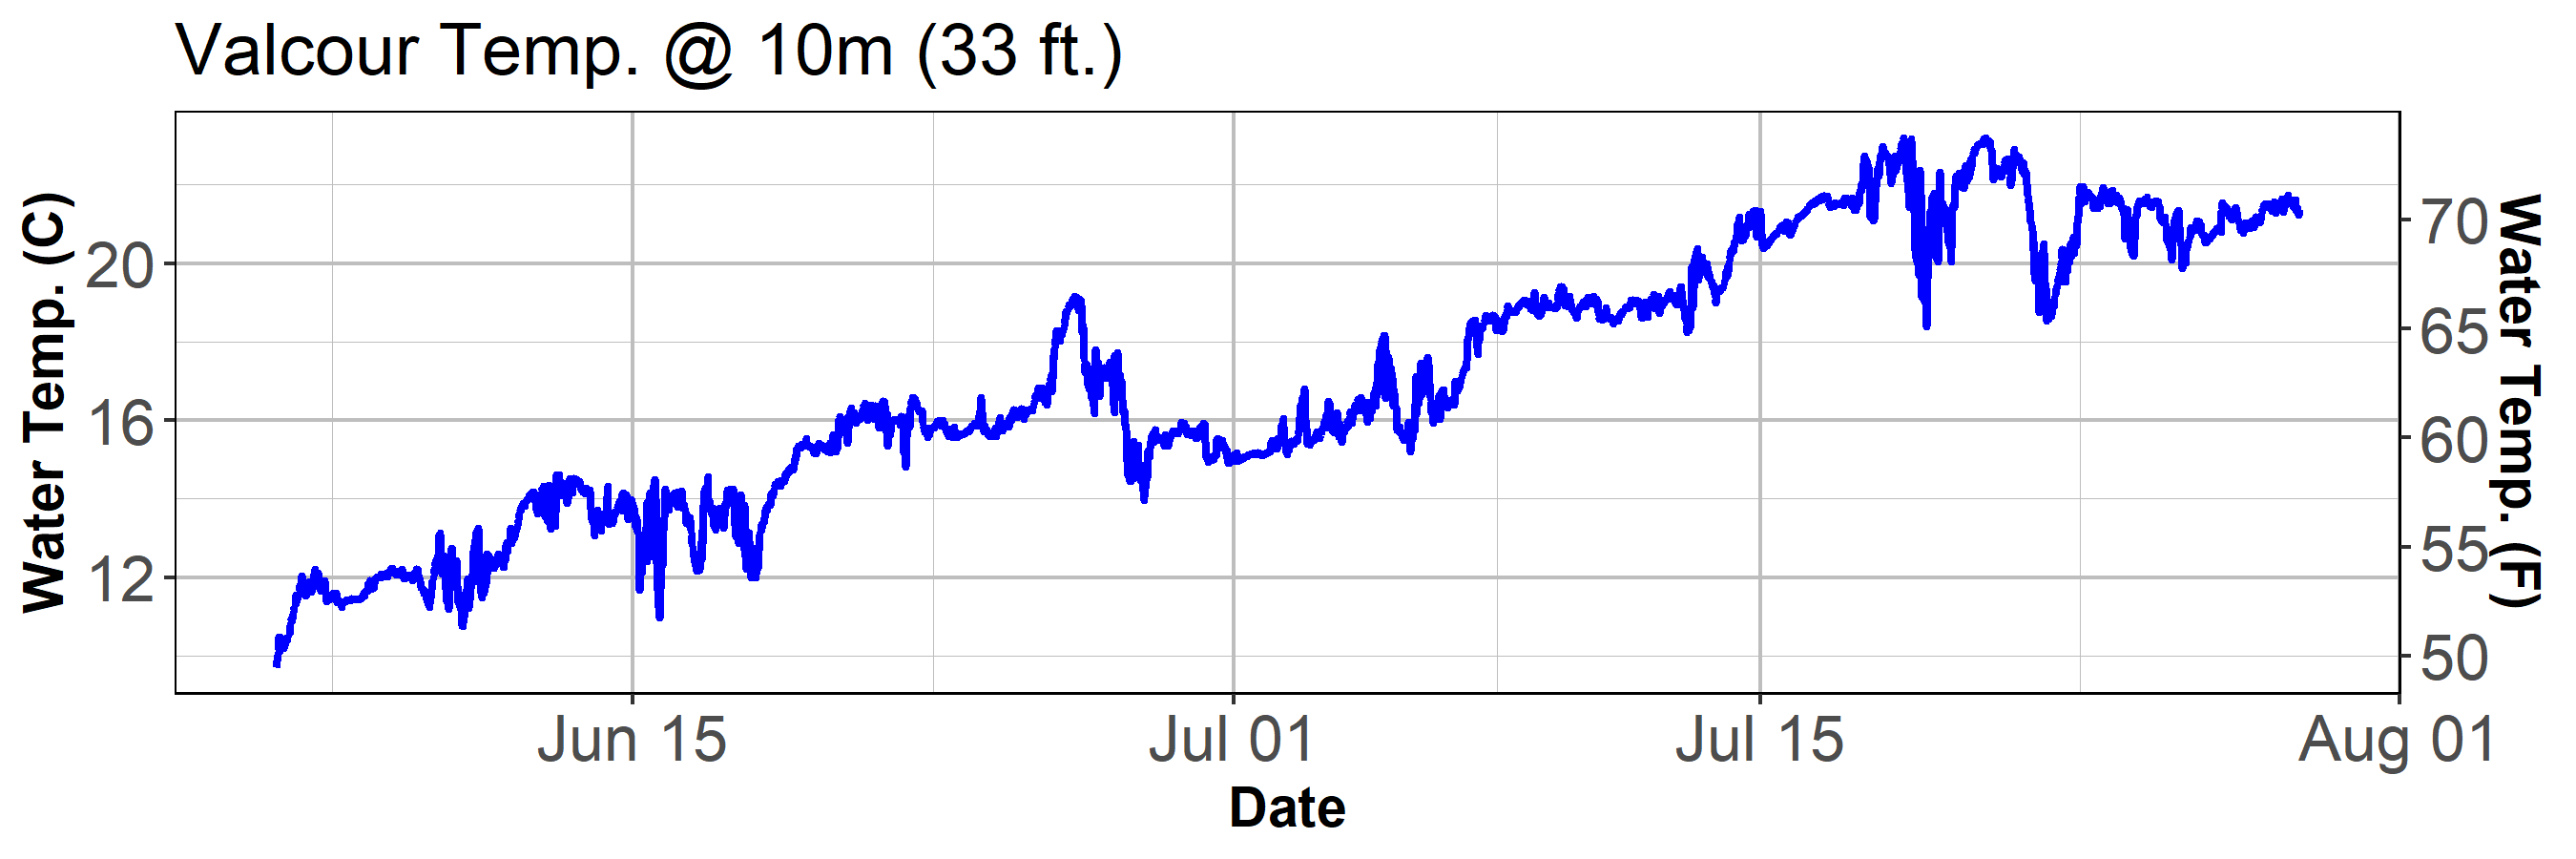 Valcour Temp. @ 10m (33 ft.)
Water Temp. (C)
20
16
12
70
65
60
55
50
Water Temp. (F)
Jun 15
Jul 01
Jul 15
Aug 01
Date